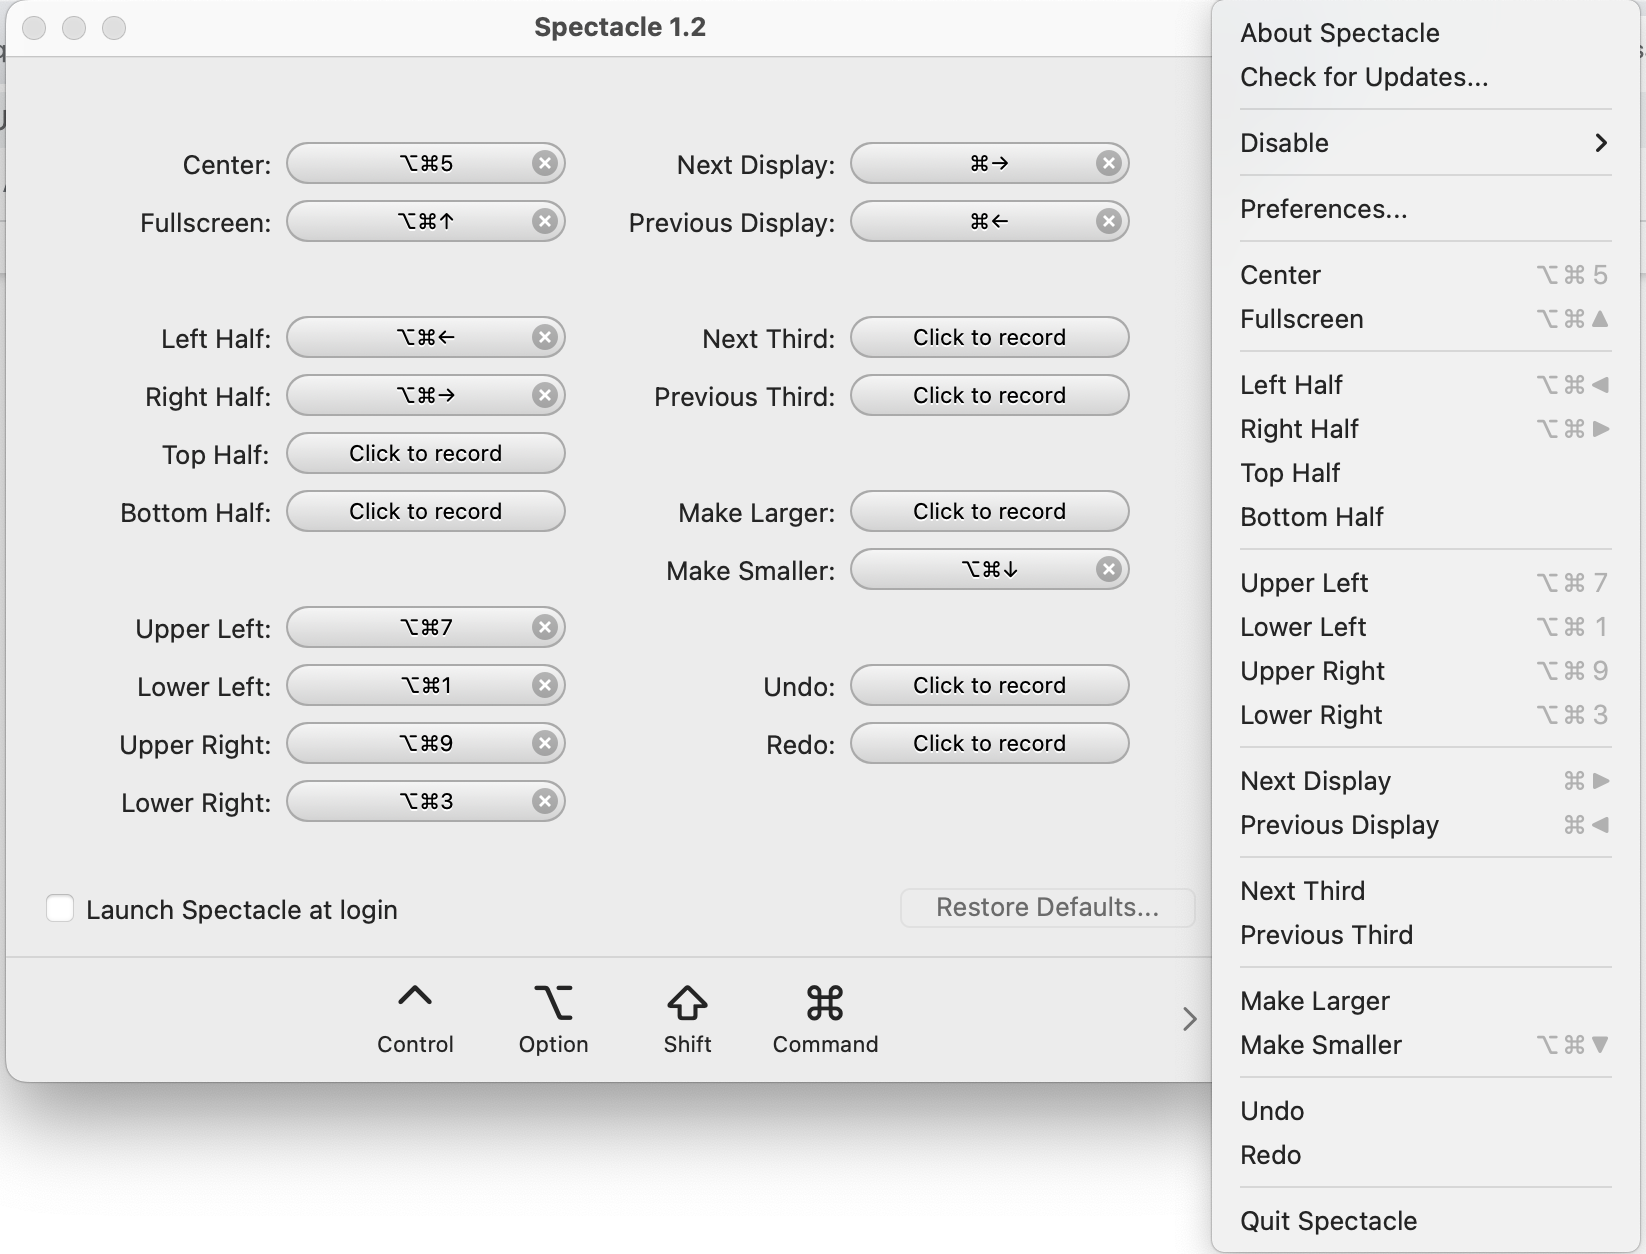 Spectacle 1.2
Center: ⌥⌘5
Fullscreen: ⌥⌘↑
Left Half: ⌥⌘←
Right Half: ⌥⌘→
Top Half: Click to record
Bottom Half: Click to record
Upper Left: ⌥⌘7
Lower Left: ⌥⌘1
Upper Right: ⌥⌘9
Lower Right: ⌥⌘3
Next Display: ⌘→
Previous Display: ⌘←
Next Third: Click to record
Previous Third: Click to record
Make Larger: Click to record
Make Smaller: ⌥⌘↓
Undo: Click to record
Redo: Click to record
Launch Spectacle at login
Restore Defaults...
Control
Option
Shift
Command
About Spectacle
Check for Updates...
Disable
Preferences...
Center ⌥⌘5
Fullscreen ⌥⌘▲
Left Half ⌥⌘◀
Right Half ⌥⌘▶
Top Half
Bottom Half
Upper Left ⌥⌘7
Lower Left ⌥⌘1
Upper Right ⌥⌘9
Lower Right ⌥⌘3
Next Display ⌘▶
Previous Display ⌘◀
Next Third
Previous Third
Make Larger
Make Smaller ⌥⌘▼
Undo
Redo
Quit Spectacle